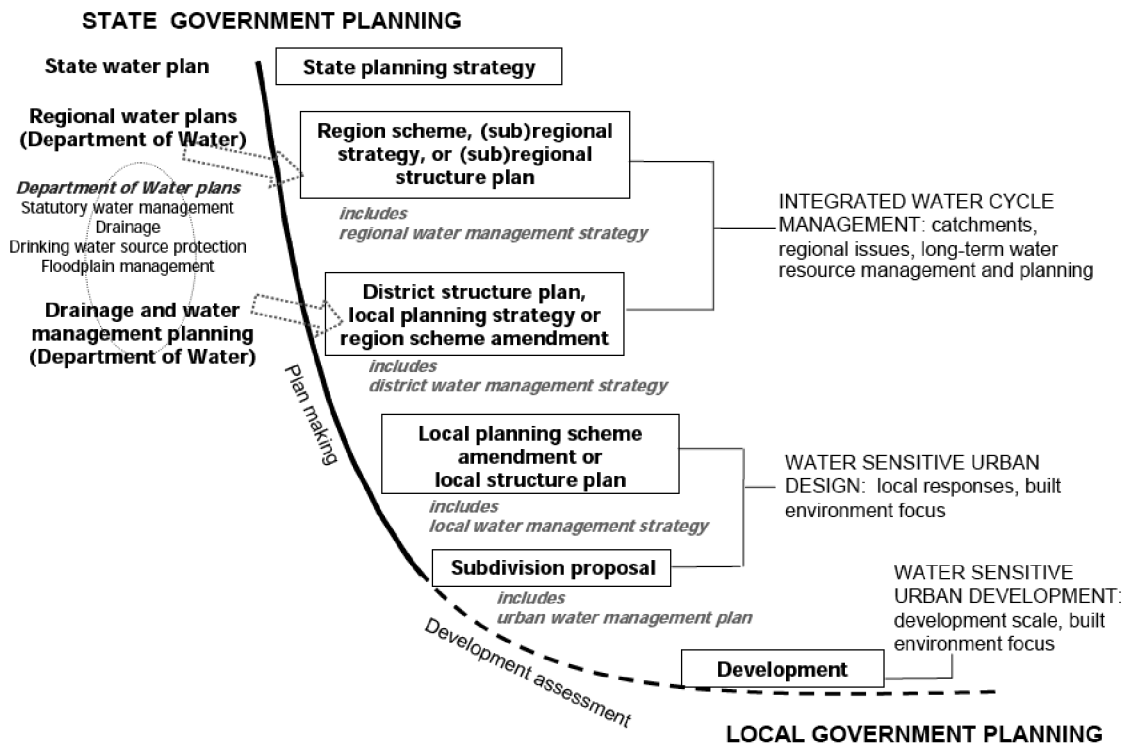 STATE GOVERNMENT PLANNING
State water plan
State planning strategy
Regional water plans
(Department of Water)
Region scheme, (sub)regional
strategy, or (sub)regional
structure plan
includes
regional water management strategy
Department of Water plans
Statutory water management
Drainage
Drinking water source protection
Floodplain management
INTEGRATED WATER CYCLE
MANAGEMENT: catchments,
regional issues, long-term water
resource management and planning
Drainage and water
management planning
(Department of Water)
District structure plan,
local planning strategy or
region scheme amendment
includes
district water management strategy
Plan making
Local planning scheme
amendment or
local structure plan
includes
local water management strategy
WATER SENSITIVE URBAN
DESIGN: local responses, built
environment focus
Subdivision proposal
includes
urban water management plan
WATER SENSITIVE
URBAN DEVELOPMENT:
development scale, built
environment focus
Development assessment
Development
LOCAL GOVERNMENT PLANNING